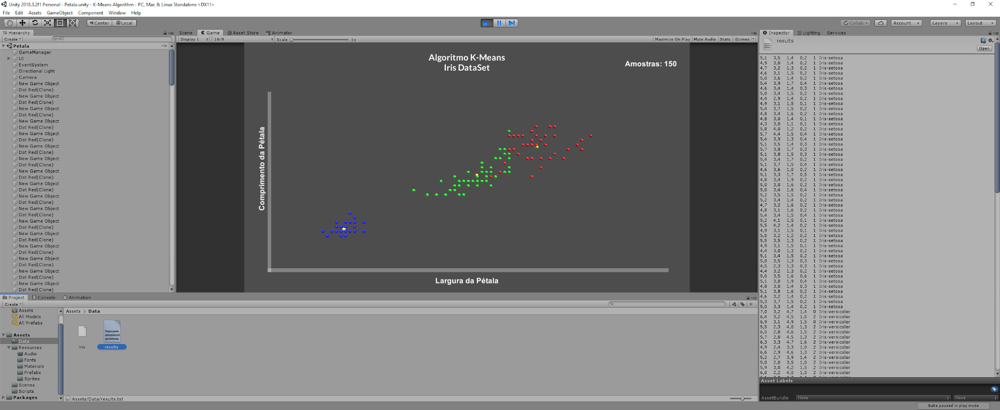 Unity 2018.3.2f1 Personal - Petala.unity - K-Means Algorithm - PC, Mac & Linux Standalone <DX11>
File Edit Assets GameObject Component Window Help
Center Local Collab Account Layers Layout
Hierarchy
Create All
Petala
GameManager
UI
EventSystem
Directional Light
Camera
New Game Object
Dot Red(Clone)
New Game Object
Dot Red(Clone)
New Game Object
Dot Red(Clone)
New Game Object
Dot Red(Clone)
New Game Object
Dot Red(Clone)
New Game Object
Dot Red(Clone)
New Game Object
Dot Red(Clone)
New Game Object
Dot Red(Clone)
New Game Object
Dot Red(Clone)
New Game Object
Dot Red(Clone)
New Game Object
Dot Red(Clone)
New Game Object
Dot Red(Clone)
New Game Object
Dot Red(Clone)
New Game Object
Dot Red(Clone)
New Game Object
Dot Red(Clone)
New Game Object
Dot Red(Clone)
New Game Object
Dot Red(Clone)
Scene Game Asset Store Animator
Display 1 16:9 Scale 1x Maximize On Play Mute Audio Stats Gizmos
Algoritmo K-Means
Iris DataSet
Amostras: 150
Comprimento da Pétala
Largura da Pétala
Project Console Animation
Create
Assets
All Models
All Prefabs
Assets
Data
Resources
Audio
Fonts
Materials
Prefabs
Sprites
Scenes
Scripts
Packages
Assets > Data
Neque porro
quisquam est
qui dolorem.
iris results
Assets/Data/results.txt
Inspector Lighting Services
results
Open
5,1 3,5 1,4 0,2 1 Iris-setosa
4,9 3,0 1,4 0,2 1 Iris-setosa
4,7 3,2 1,3 0,2 1 Iris-setosa
4,6 3,1 1,5 0,2 1 Iris-setosa
5,0 3,6 1,4 0,2 1 Iris-setosa
5,4 3,9 1,7 0,4 1 Iris-setosa
4,6 3,4 1,4 0,3 1 Iris-setosa
5,0 3,4 1,5 0,2 1 Iris-setosa
4,4 2,9 1,4 0,2 1 Iris-setosa
4,9 3,1 1,5 0,1 1 Iris-setosa
5,4 3,7 1,5 0,2 1 Iris-setosa
4,8 3,4 1,6 0,2 1 Iris-setosa
4,8 3,0 1,4 0,1 1 Iris-setosa
4,3 3,0 1,1 0,1 1 Iris-setosa
5,8 4,0 1,2 0,2 1 Iris-setosa
5,7 4,4 1,5 0,4 1 Iris-setosa
5,4 3,9 1,3 0,4 1 Iris-setosa
5,1 3,5 1,4 0,3 1 Iris-setosa
5,7 3,8 1,7 0,3 1 Iris-setosa
5,1 3,8 1,5 0,3 1 Iris-setosa
5,4 3,4 1,7 0,2 1 Iris-setosa
5,1 3,7 1,5 0,4 1 Iris-setosa
4,6 3,6 1,0 0,2 1 Iris-setosa
5,1 3,3 1,7 0,5 1 Iris-setosa
4,8 3,4 1,9 0,2 1 Iris-setosa
5,0 3,0 1,6 0,2 1 Iris-setosa
5,0 3,4 1,6 0,4 1 Iris-setosa
5,2 3,5 1,5 0,2 1 Iris-setosa
5,2 3,4 1,4 0,2 1 Iris-setosa
4,7 3,2 1,6 0,2 1 Iris-setosa
4,8 3,1 1,6 0,2 1 Iris-setosa
5,4 3,4 1,5 0,4 1 Iris-setosa
5,2 4,1 1,5 0,1 1 Iris-setosa
5,5 4,2 1,4 0,2 1 Iris-setosa
4,9 3,1 1,5 0,1 1 Iris-setosa
5,0 3,2 1,2 0,2 1 Iris-setosa
5,5 3,5 1,3 0,2 1 Iris-setosa
4,9 3,1 1,5 0,1 1 Iris-setosa
4,4 3,0 1,3 0,2 1 Iris-setosa
5,1 3,4 1,5 0,2 1 Iris-setosa
5,0 3,5 1,3 0,3 1 Iris-setosa
4,5 2,3 1,3 0,3 1 Iris-setosa
4,4 3,2 1,3 0,2 1 Iris-setosa
5,0 3,5 1,6 0,6 1 Iris-setosa
5,1 3,8 1,9 0,4 1 Iris-setosa
4,8 3,0 1,4 0,3 1 Iris-setosa
5,1 3,8 1,6 0,2 1 Iris-setosa
4,6 3,2 1,4 0,2 1 Iris-setosa
5,3 3,7 1,5 0,2 1 Iris-setosa
5,0 3,3 1,4 0,2 1 Iris-setosa
7,0 3,2 4,7 1,4 0 Iris-versicolor
6,4 3,2 4,5 1,5 2 Iris-versicolor
6,9 3,1 4,9 1,5 0 Iris-versicolor
5,5 2,3 4,0 1,3 2 Iris-versicolor
6,5 2,8 4,6 1,5 2 Iris-versicolor
5,7 2,8 4,5 1,3 2 Iris-versicolor
6,3 3,3 4,7 1,6 2 Iris-versicolor
4,9 2,4 3,3 1,0 2 Iris-versicolor
6,6 2,9 4,6 1,3 2 Iris-versicolor
5,2 2,7 3,9 1,4 2 Iris-versicolor
5,0 2,0 3,5 1,0 2 Iris-versicolor
5,9 3,0 4,2 1,5 2 Iris-versicolor
6,0 2,2 4,0 1,0 2 Iris-versicolor
Asset Labels
AssetBundle None None
Bake paused in play mode